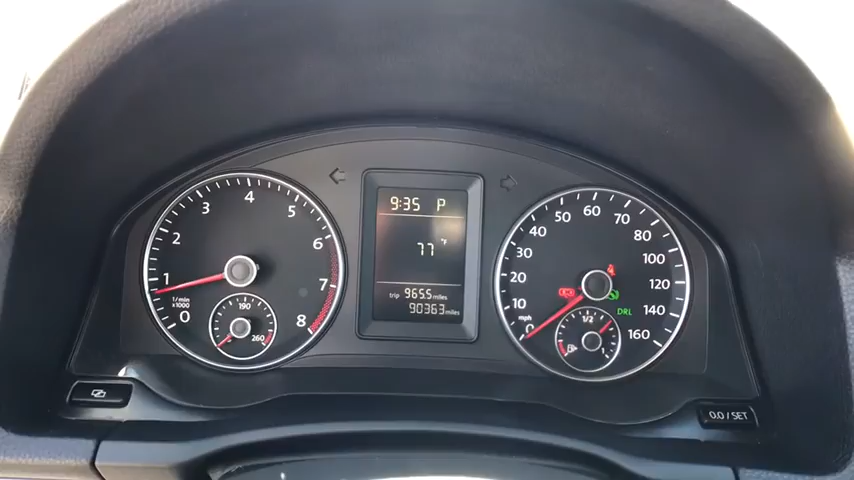 1/min
x1000
0
1
2
3
4
5
6
7
8
190
260
9:35 P
77 °F
trip 965.5 miles
90363 miles
mph
0
10
20
30
40
50
60
70
80
100
120
140
160
DRL
1/2
1
0.0 / SET